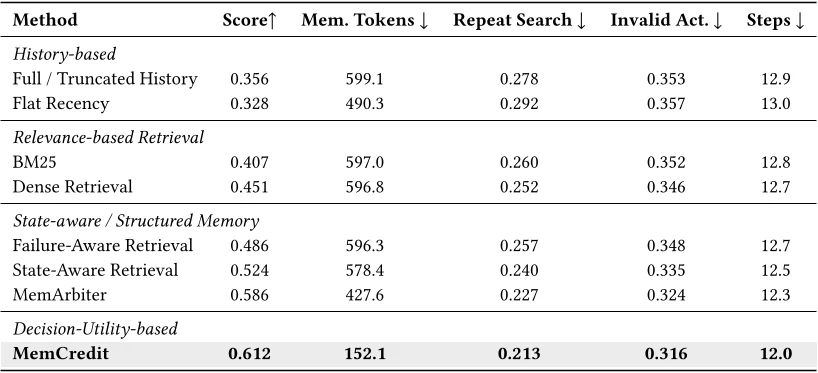 Method Score↑ Mem. Tokens ↓ Repeat Search ↓ Invalid Act. ↓ Steps ↓
History-based
Full / Truncated History 0.356 599.1 0.278 0.353 12.9
Flat Recency 0.328 490.3 0.292 0.357 13.0
Relevance-based Retrieval
BM25 0.407 597.0 0.260 0.352 12.8
Dense Retrieval 0.451 596.8 0.252 0.346 12.7
State-aware / Structured Memory
Failure-Aware Retrieval 0.486 596.3 0.257 0.348 12.7
State-Aware Retrieval 0.524 578.4 0.240 0.335 12.5
MemArbiter 0.586 427.6 0.227 0.324 12.3
Decision-Utility-based
MemCredit 0.612 152.1 0.213 0.316 12.0